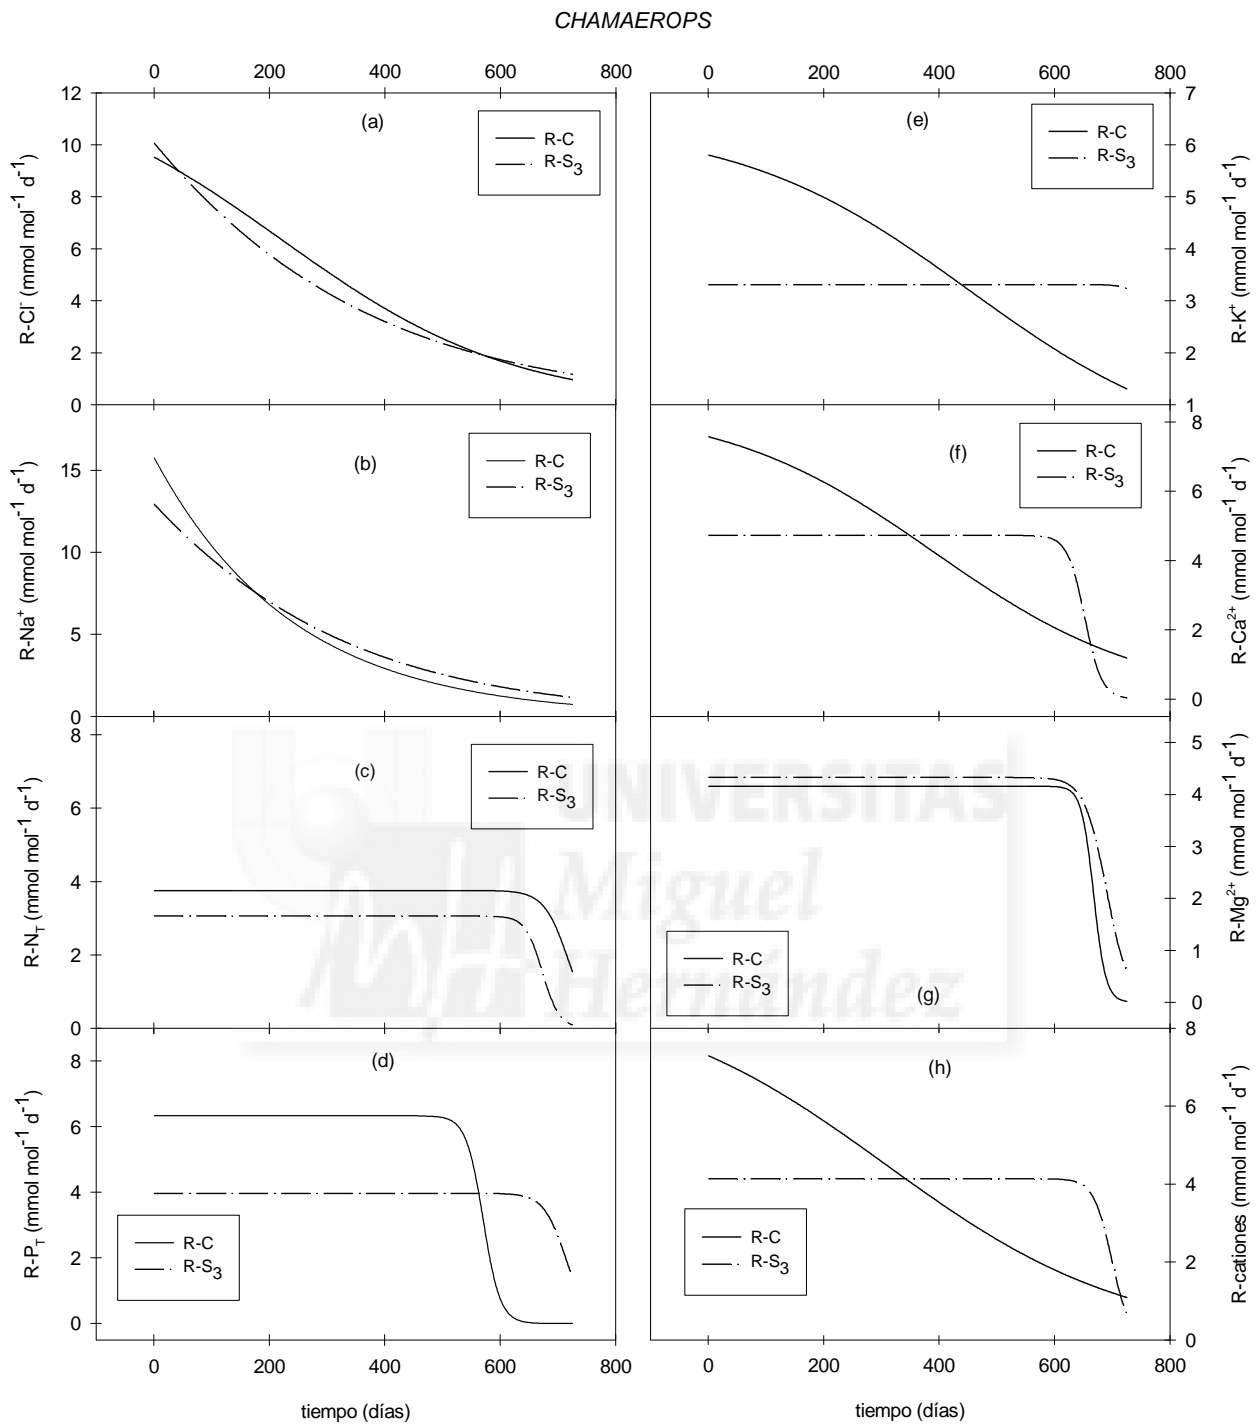 CHAMAEROPS
0 200 400 600 800
0 200 400 600 800
12
10
8
6
4
2
0
R-Cl⁻ (mmol mol⁻¹ d⁻¹)
(a)
R-C
R-S₃
(e)
R-C
R-S₃
7
6
5
4
3
2
1
R-K⁺ (mmol mol⁻¹ d⁻¹)
15
10
5
0
R-Na⁺ (mmol mol⁻¹ d⁻¹)
(b)
R-C
R-S₃
(f)
R-C
R-S₃
8
6
4
2
0
R-Ca²⁺ (mmol mol⁻¹ d⁻¹)
8
6
4
2
0
R-N_T (mmol mol⁻¹ d⁻¹)
(c)
R-C
R-S₃
UNIVERSITAS
Miguel
Hernández
R-C
R-S₃
(g)
5
4
3
2
1
0
R-Mg²⁺ (mmol mol⁻¹ d⁻¹)
8
6
4
2
0
R-P_T (mmol mol⁻¹ d⁻¹)
(d)
R-C
R-S₃
(h)
R-C
R-S₃
8
6
4
2
0
R-cationes (mmol mol⁻¹ d⁻¹)
0 200 400 600 800
0 200 400 600 800
tiempo (días)
tiempo (días)